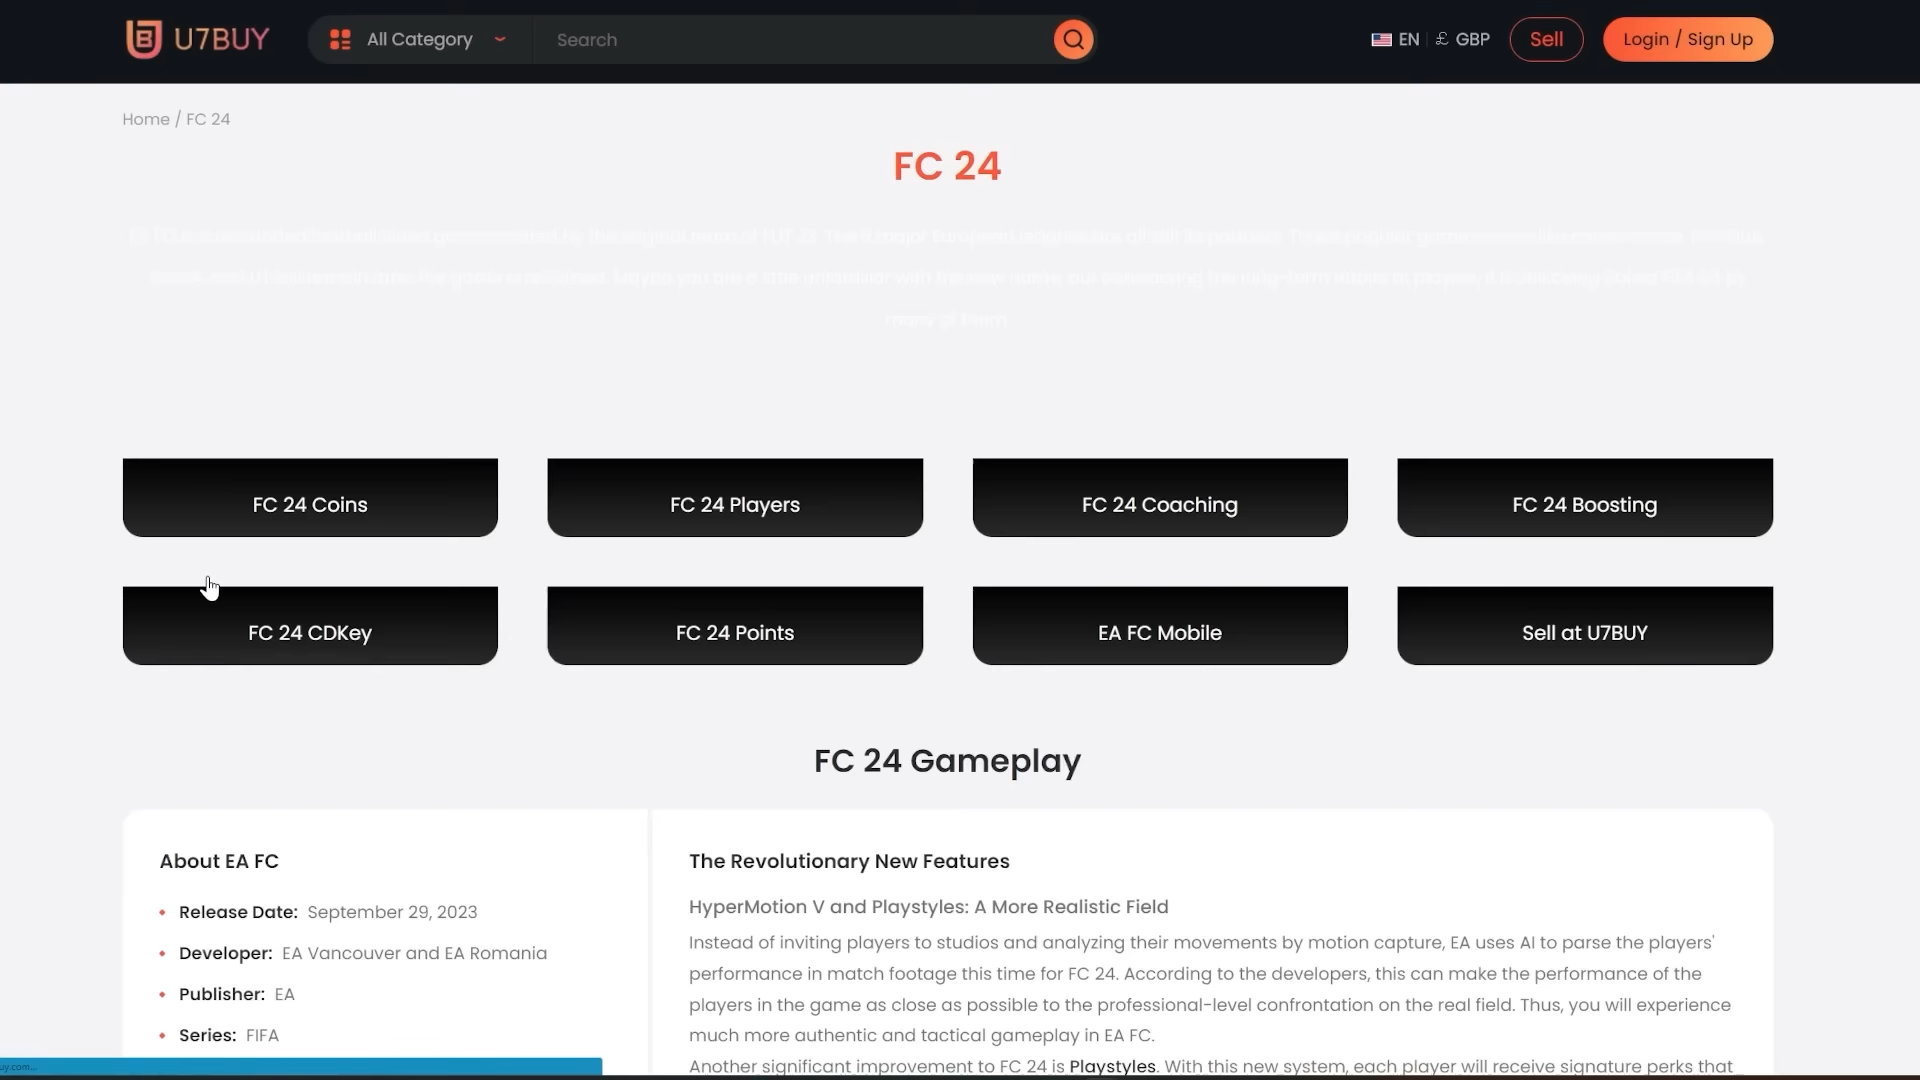 U7BUY
All Category
Search
EN £ GBP
Sell
Login / Sign Up
Home / FC 24
FC 24
FC 24 Coins
FC 24 Players
FC 24 Coaching
FC 24 Boosting
FC 24 CDKey
FC 24 Points
EA FC Mobile
Sell at U7BUY
FC 24 Gameplay
About EA FC
• Release Date: September 29, 2023
• Developer: EA Vancouver and EA Romania
• Publisher: EA
• Series: FIFA
The Revolutionary New Features
HyperMotion V and Playstyles: A More Realistic Field
Instead of inviting players to studios and analyzing their movements by motion capture, EA uses AI to parse the players'
performance in match footage this time for FC 24. According to the developers, this can make the performance of the
players in the game as close as possible to the professional-level confrontation on the real field. Thus, you will experience
much more authentic and tactical gameplay in EA FC.
Another significant improvement to FC 24 is Playstyles. With this new system, each player will receive signature perks that